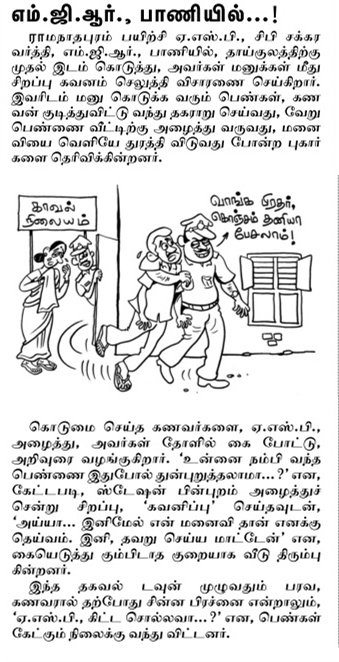 எம்.ஜி.ஆர்., பாணியில்...!
ராமநாதபுரம் பயிற்சி ஏ.எஸ்.பி., சிபி சக்கர
வர்த்தி, எம்.ஜி.ஆர்., பாணியில், தாய்குலத்திற்கு
முதல் இடம் கொடுத்து, அவர்கள் மனுக்கள் மீது
சிறப்பு கவனம் செலுத்தி விசாரணை செய்கிறார்.
இவரிடம் மனு கொடுக்க வரும் பெண்கள், கண
வன் குடித்துவிட்டு வந்து தகராறு செய்வது, வேறு
பெண்ணை வீட்டிற்கு அழைத்து வருவது, மனை
வியை வெளியே துரத்தி விடுவது போன்ற புகார்
களை தெரிவிக்கின்றனர்.
காவல்
நிலையம்
வாங்க பிரதர்,
கொஞ்சம் தனியா
பேசலாம்!
கொடுமை செய்த கணவர்களை, ஏ.எஸ்.பி.,
அழைத்து, அவர்கள் தோளில் கை போட்டு,
அறிவுரை வழங்குகிறார். 'உன்னை நம்பி வந்த
பெண்ணை இதுபோல் துன்புறுத்தலாமா...?' என,
கேட்டபடி, ஸ்டேஷன் பின்புறம் அழைத்துச்
சென்று சிறப்பு, 'கவனிப்பு' செய்தவுடன்,
'அய்யா... இனிமேல் என் மனைவி தான் எனக்கு
தெய்வம். இனி, தவறு செய்ய மாட்டேன்' என,
கையெடுத்து கும்பிடாத குறையாக வீடு திரும்பு
கின்றனர்.
இந்த தகவல் டவுன் முழுவதும் பரவ,
கணவரால் தற்போது சின்ன பிரச்னை என்றாலும்,
'ஏ.எஸ்.பி., கிட்ட சொல்லவா...?' என, பெண்கள்
கேட்கும் நிலைக்கு வந்து விட்டனர்.